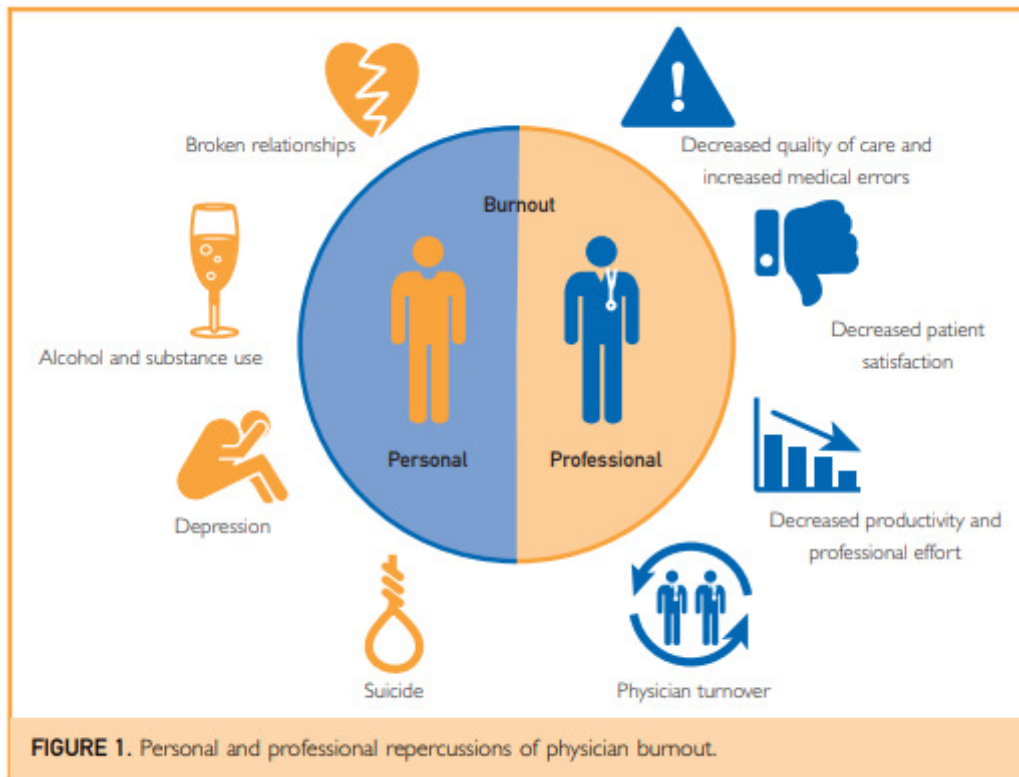 Broken relationships
Decreased quality of care and
increased medical errors
Burnout
Alcohol and substance use
Decreased patient
satisfaction
Personal
Professional
Depression
Decreased productivity and
professional effort
Suicide
Physician turnover
FIGURE 1. Personal and professional repercussions of physician burnout.